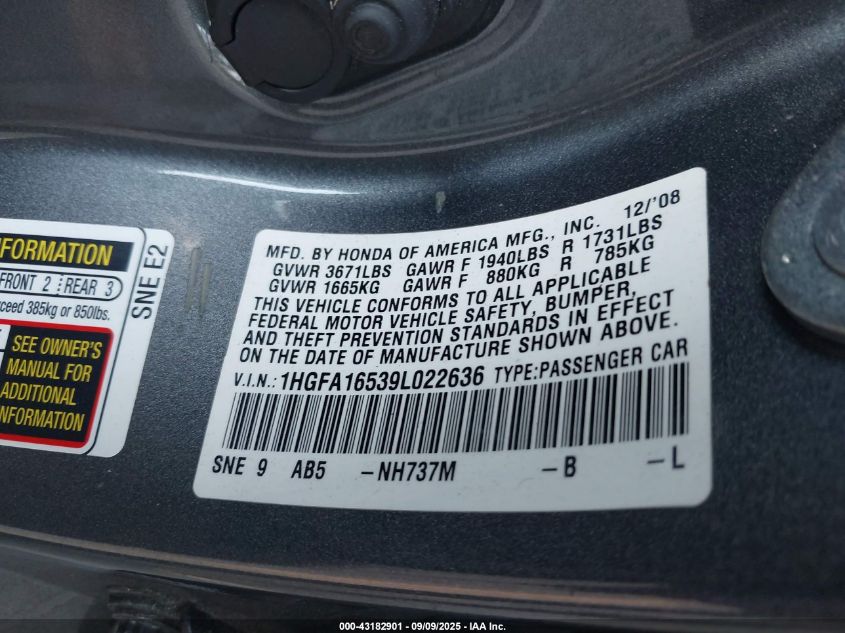 NFORMATION
FRONT 2 REAR 3
xceed 385kg or 850lbs.
SEE OWNER'S
MANUAL FOR
ADDITIONAL
INFORMATION
SNE E2
MFD. BY HONDA OF AMERICA MFG., INC. 12/'08
GVWR 3671LBS GAWR F 1940LBS R 1731LBS
GVWR 1665KG GAWR F 880KG R 785KG
THIS VEHICLE CONFORMS TO ALL APPLICABLE
FEDERAL MOTOR VEHICLE SAFETY, BUMPER,
AND THEFT PREVENTION STANDARDS IN EFFECT
ON THE DATE OF MANUFACTURE SHOWN ABOVE.
V.I.N.: 1HGFA16539L022636 TYPE:PASSENGER CAR
SNE 9 AB5 -NH737M -B -L
000-43182901 - 09/09/2025 - IAA Inc.